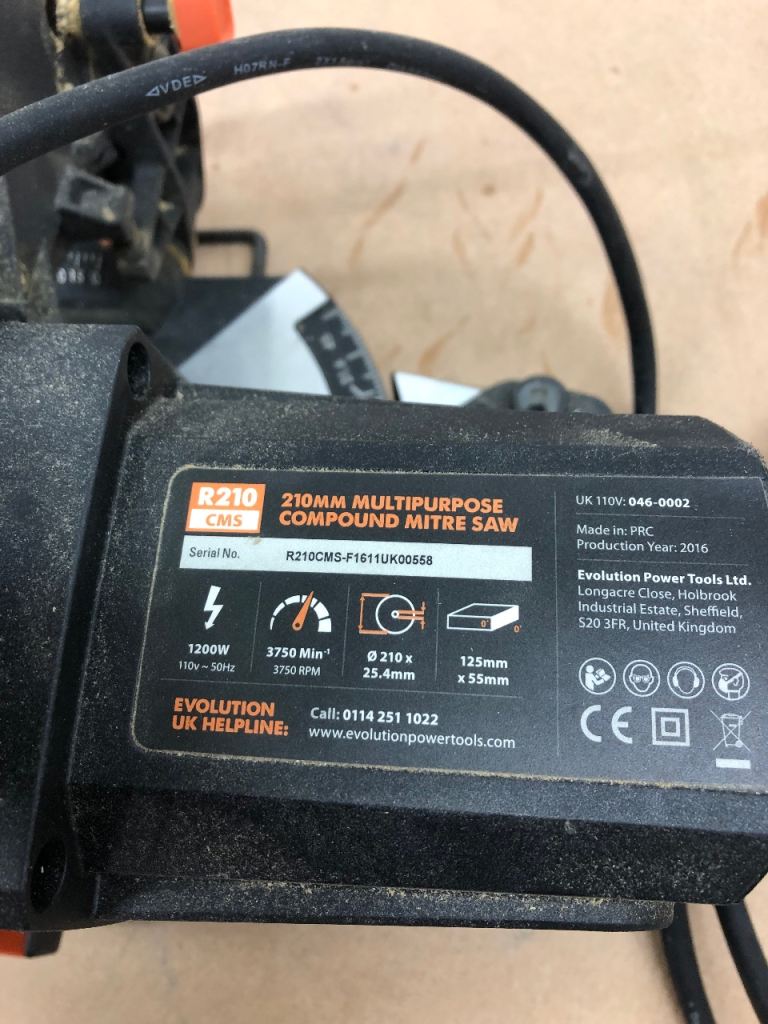 VDE H07RN-F
R210
CMS
210MM MULTIPURPOSE
COMPOUND MITRE SAW
Serial No. R210CMS-F1611UK00558
1200W
110v ~ 50Hz
3750 Min⁻¹
3750 RPM
Ø 210 x
25.4mm
0˚ 0˚
125mm
x 55mm
EVOLUTION
UK HELPLINE:
Call: 0114 251 1022
www.evolutionpowertools.com
UK 110V: 046-0002
Made in: PRC
Production Year: 2016
Evolution Power Tools Ltd.
Longacre Close, Holbrook
Industrial Estate, Sheffield,
S20 3FR, United Kingdom
CE